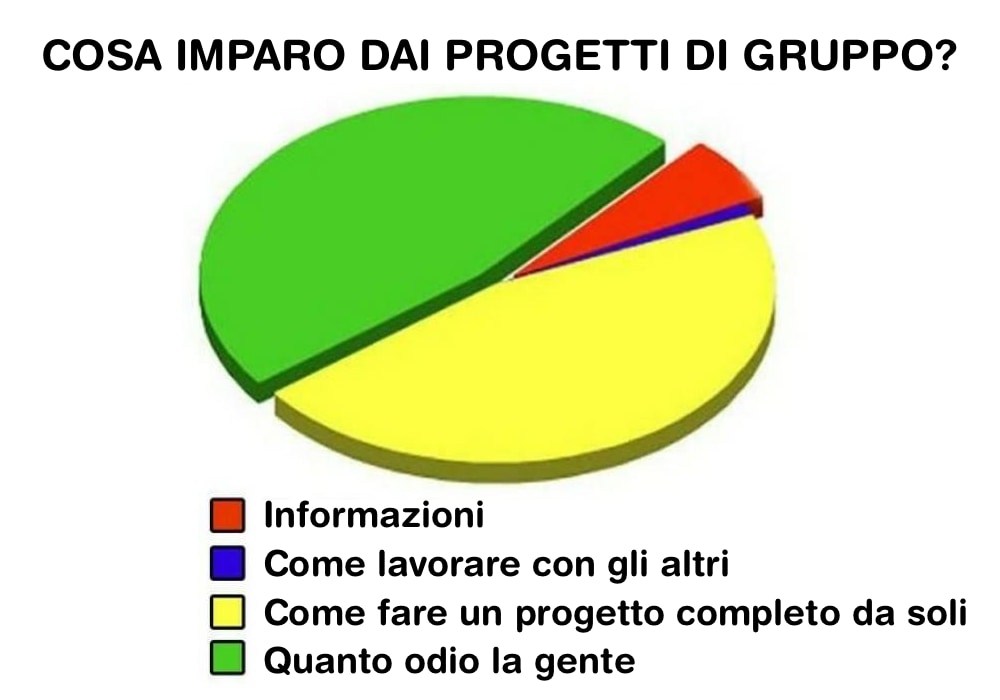 COSA IMPARO DAI PROGETTI DI GRUPPO?
Informazioni
Come lavorare con gli altri
Come fare un progetto completo da soli
Quanto odio la gente